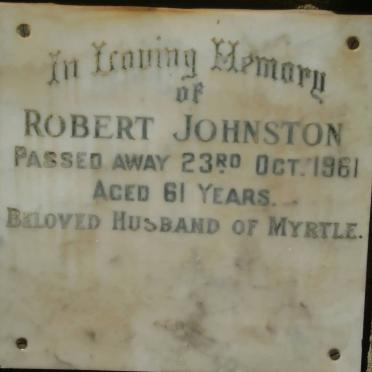 In Loving Memory
of
ROBERT JOHNSTON
PASSED AWAY 23RD OCT. 1961
AGED 61 YEARS.
BELOVED HUSBAND OF MYRTLE.